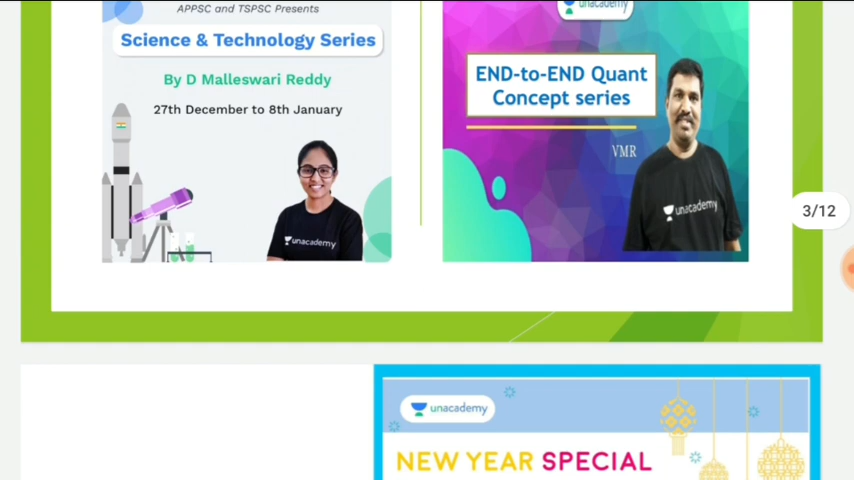 APPSC and TSPSC Presents
Science & Technology Series
By D Malleswari Reddy
27th December to 8th January
unacademy
unacademy
END-to-END Quant
Concept series
VMR
unacademy
3/12
unacademy
NEW YEAR SPECIAL